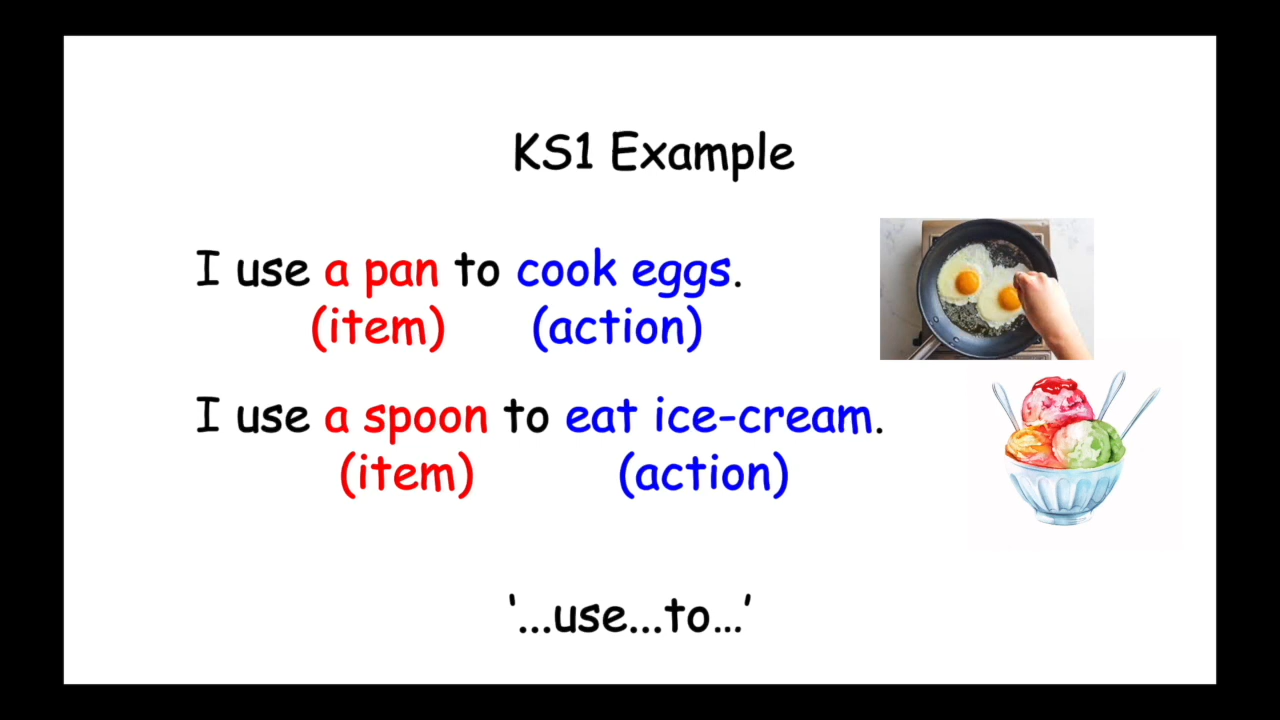 KS1 Example
I use a pan to cook eggs.
(item) (action)
I use a spoon to eat ice-cream.
(item) (action)
‘...use...to...’